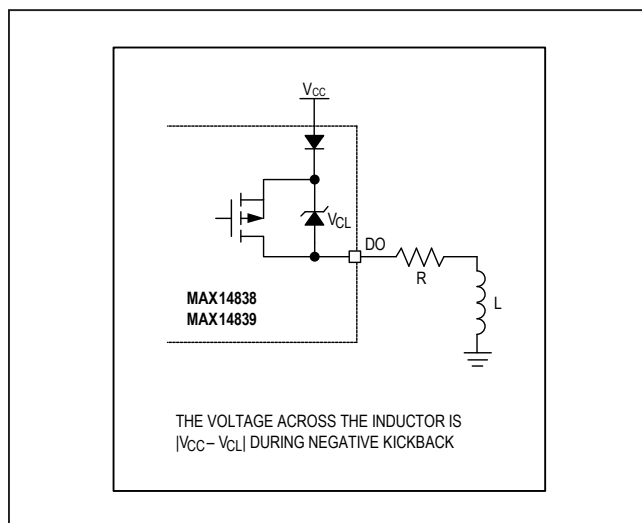 VCC
VCL
DO
R
L
MAX14838
MAX14839
THE VOLTAGE ACROSS THE INDUCTOR IS
|VCC – VCL| DURING NEGATIVE KICKBACK